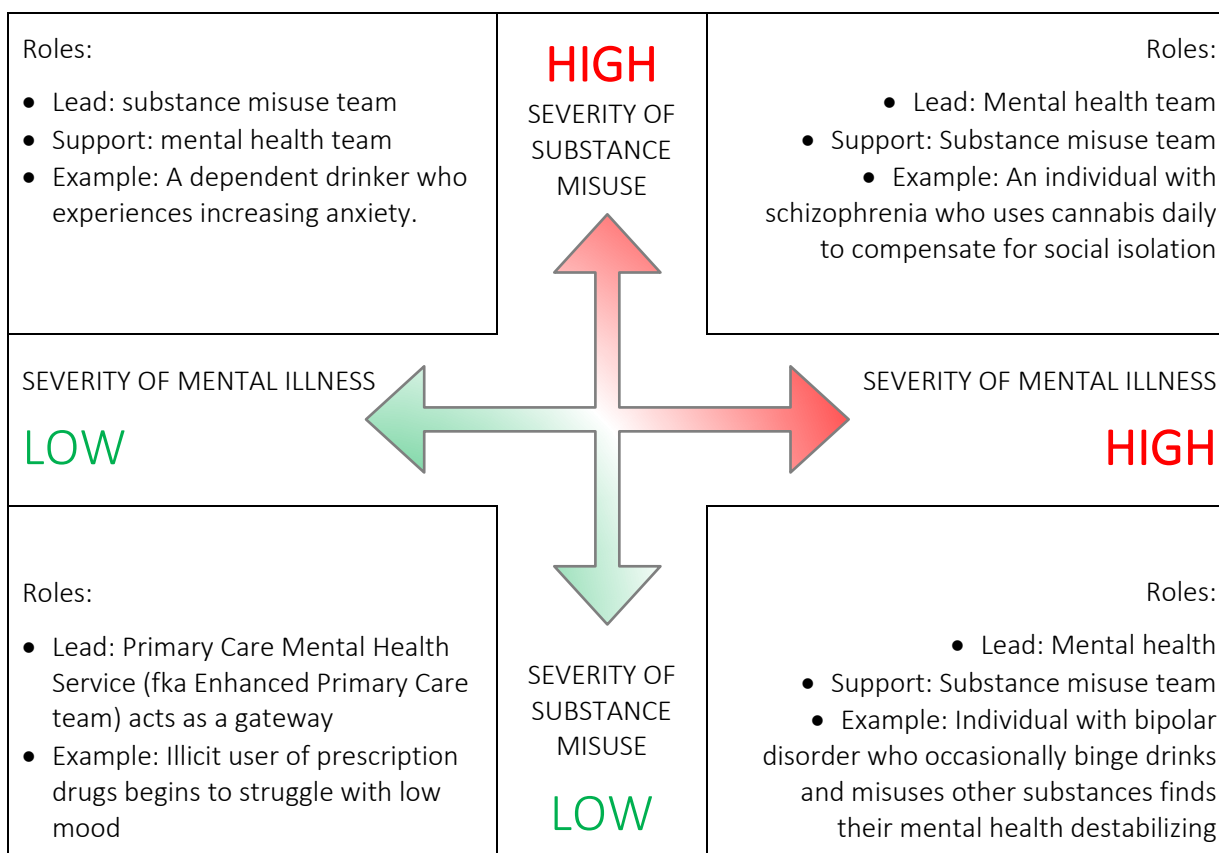 Roles:
• Lead: substance misuse team
• Support: mental health team
• Example: A dependent drinker who
experiences increasing anxiety.
HIGH
SEVERITY OF
SUBSTANCE
MISUSE
Roles:
• Lead: Mental health team
• Support: Substance misuse team
• Example: An individual with
schizophrenia who uses cannabis daily
to compensate for social isolation
SEVERITY OF MENTAL ILLNESS
LOW
SEVERITY OF MENTAL ILLNESS
HIGH
Roles:
• Lead: Primary Care Mental Health
Service (fka Enhanced Primary Care
team) acts as a gateway
• Example: Illicit user of prescription
drugs begins to struggle with low
mood
SEVERITY OF
SUBSTANCE
MISUSE
LOW
Roles:
• Lead: Mental health
• Support: Substance misuse team
• Example: Individual with bipolar
disorder who occasionally binge drinks
and misuses other substances finds
their mental health destabilizing